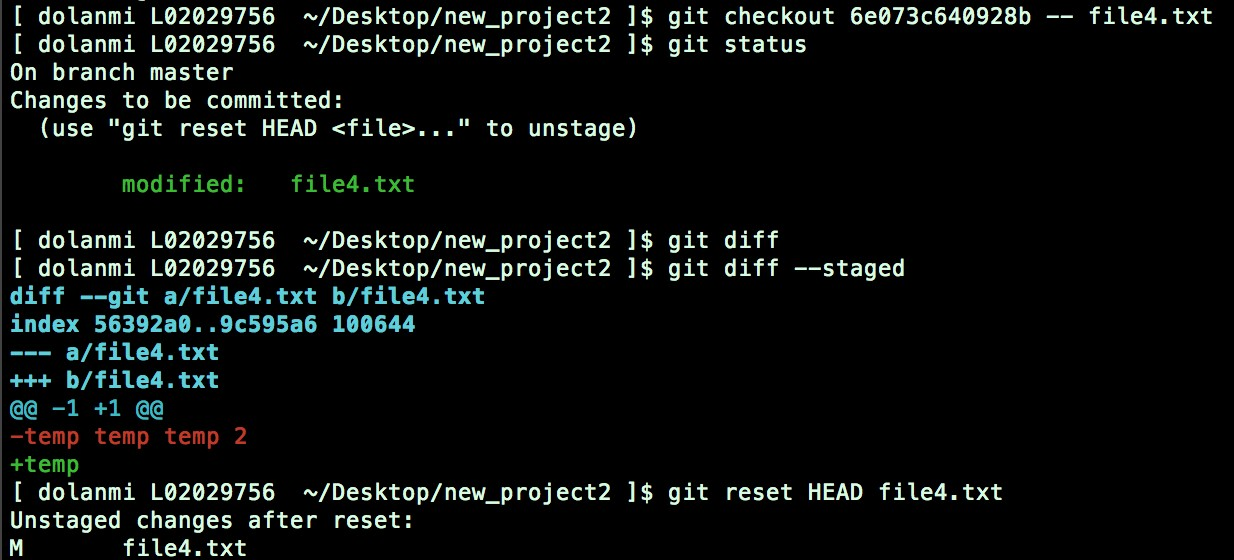 [ dolanmi L02029756  ~/Desktop/new_project2 ]$ git checkout 6e073c640928b -- file4.txt
[ dolanmi L02029756  ~/Desktop/new_project2 ]$ git status
On branch master
Changes to be committed:
  (use "git reset HEAD <file>..." to unstage)

        modified:   file4.txt

[ dolanmi L02029756  ~/Desktop/new_project2 ]$ git diff
[ dolanmi L02029756  ~/Desktop/new_project2 ]$ git diff --staged
diff --git a/file4.txt b/file4.txt
index 56392a0..9c595a6 100644
--- a/file4.txt
+++ b/file4.txt
@@ -1 +1 @@
-temp temp temp 2
+temp
[ dolanmi L02029756  ~/Desktop/new_project2 ]$ git reset HEAD file4.txt
Unstaged changes after reset:
M       file4.txt